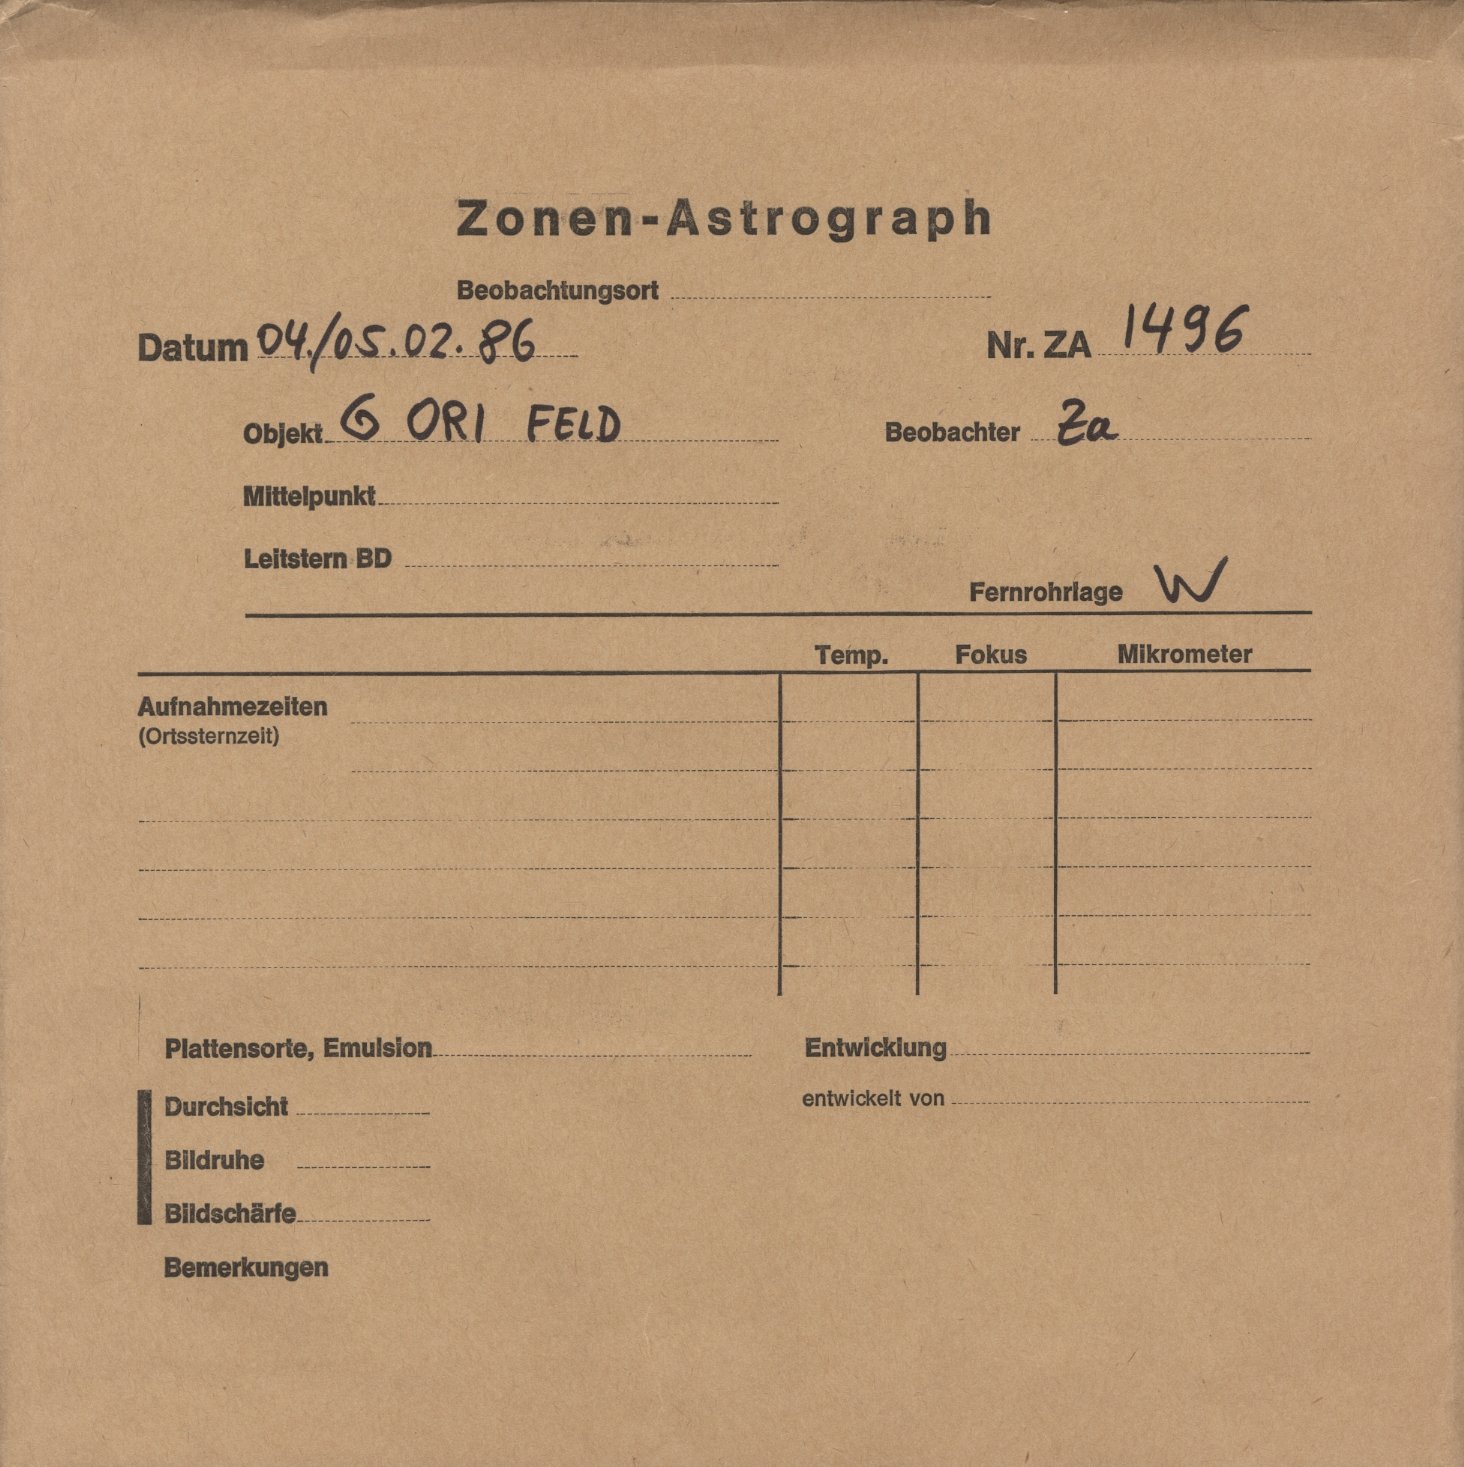 Zonen-Astrograph
Beobachtungsort
Datum 04./05.02.86 Nr. ZA 1496
Objekt σ ORI FELD Beobachter Za
Mittelpunkt
Leitstern BD
Fernrohrlage W
Temp. Fokus Mikrometer
Aufnahmezeiten
(Ortssternzeit)
Plattensorte, Emulsion Entwicklung
Durchsicht entwickelt von
Bildruhe
Bildschärfe
Bemerkungen